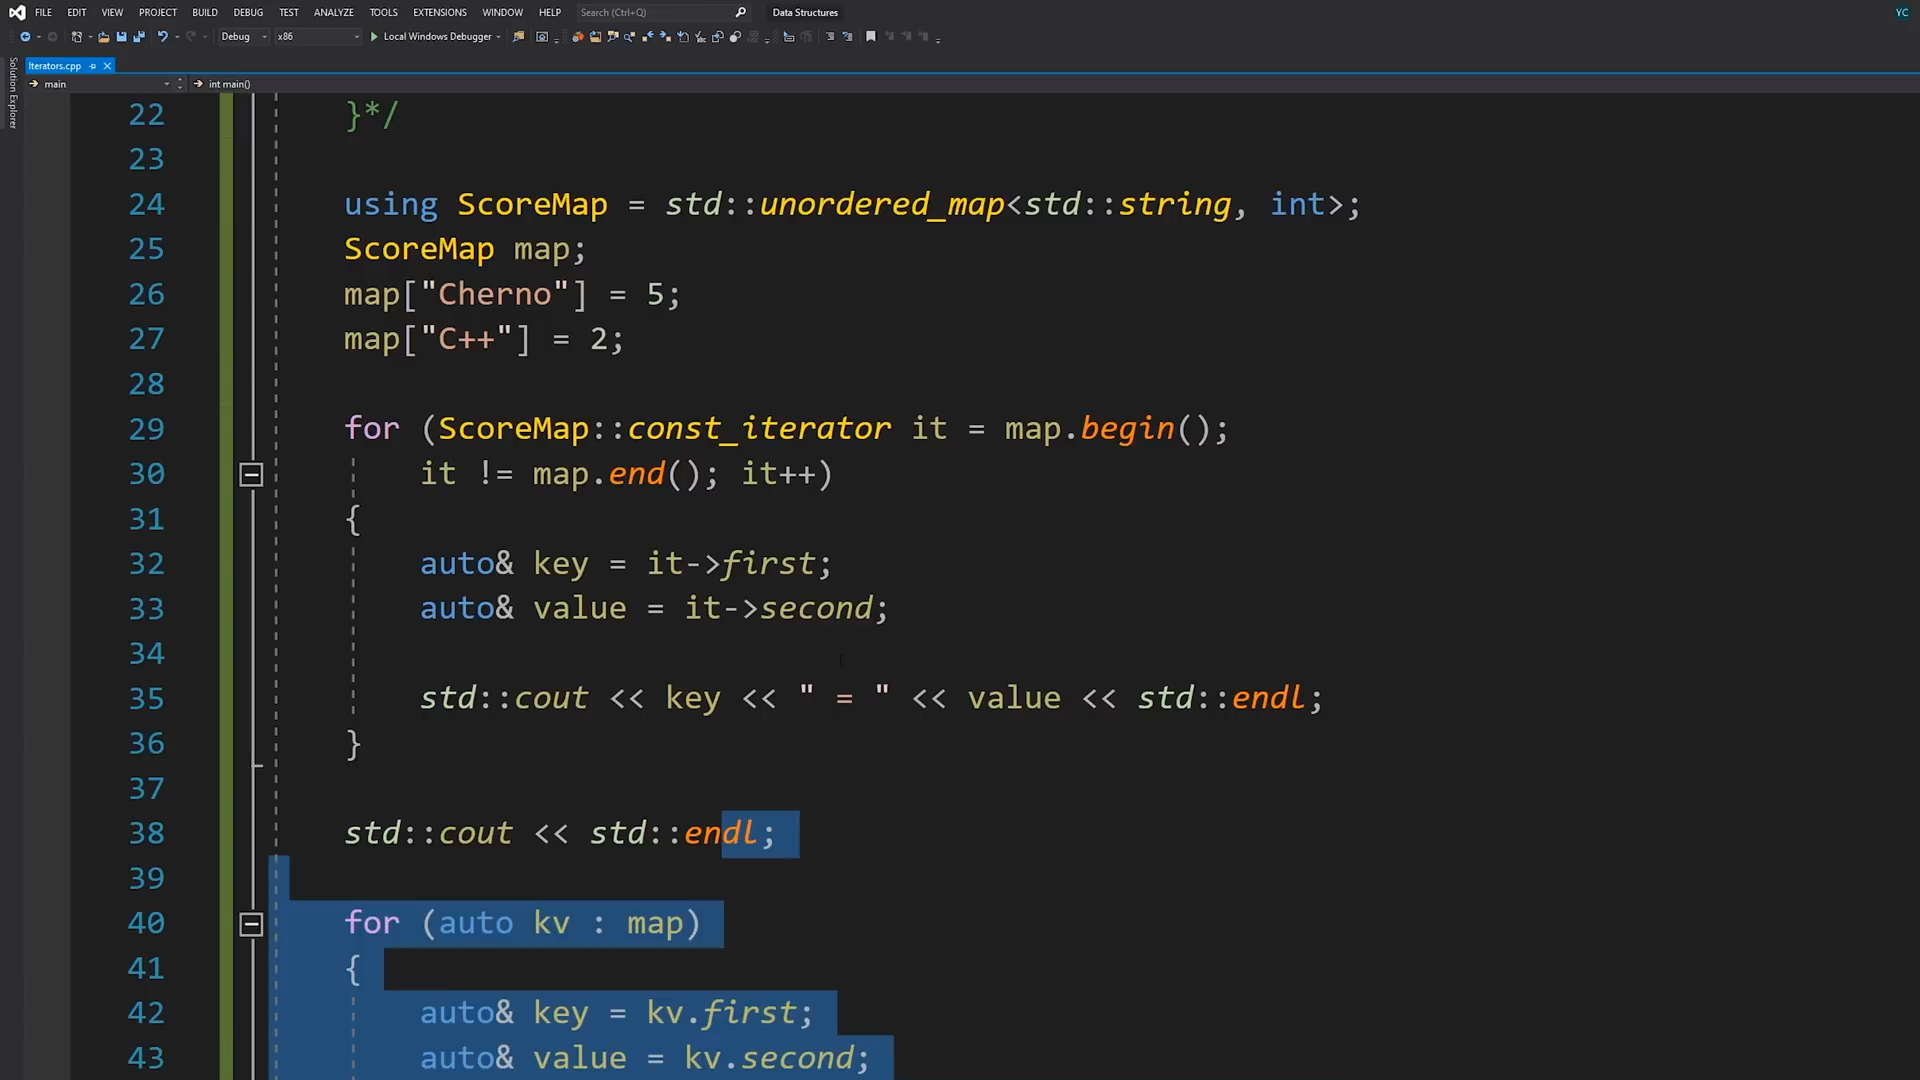 FILE EDIT VIEW PROJECT BUILD DEBUG TEST ANALYZE TOOLS EXTENSIONS WINDOW HELP Search (Ctrl+Q) Data Structures YC
Debug x86 Local Windows Debugger
Solution Explorer
Iterators.cpp
main int main()
22 }*/
23
24 using ScoreMap = std::unordered_map<std::string, int>;
25 ScoreMap map;
26 map["Cherno"] = 5;
27 map["C++"] = 2;
28
29 for (ScoreMap::const_iterator it = map.begin();
30 it != map.end(); it++)
31 {
32 auto& key = it->first;
33 auto& value = it->second;
34
35 std::cout << key << " = " << value << std::endl;
36 }
37
38 std::cout << std::endl;
39
40 for (auto kv : map)
41 {
42 auto& key = kv.first;
43 auto& value = kv.second;